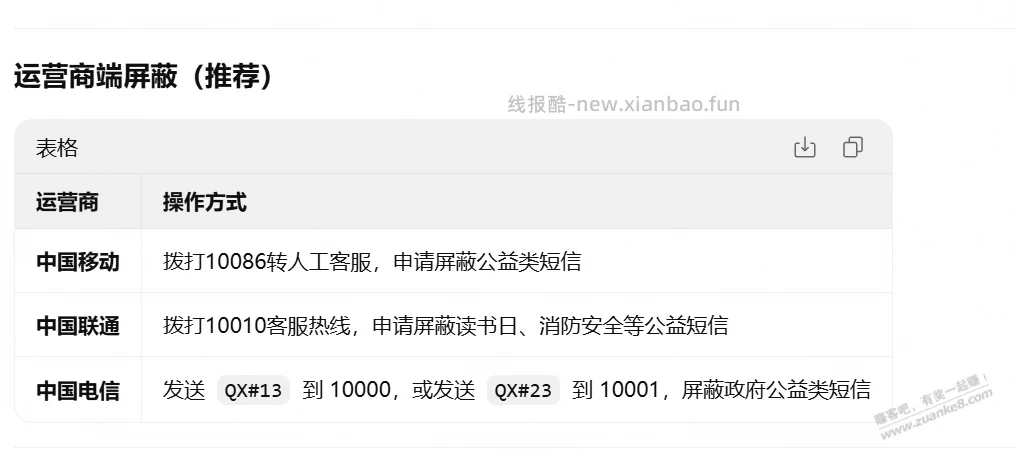 运营商端屏蔽（推荐）
线报酷-new.xianbao.fun
表格
运营商 操作方式
中国移动 拨打10086转人工客服，申请屏蔽公益类短信
中国联通 拨打10010客服热线，申请屏蔽读书日、消防安全等公益短信
中国电信 发送 QX#13 到 10000，或发送 QX#23 到 10001，屏蔽政府公益类短信
赚客吧，有奖一起赚！
www.zuanke8.com